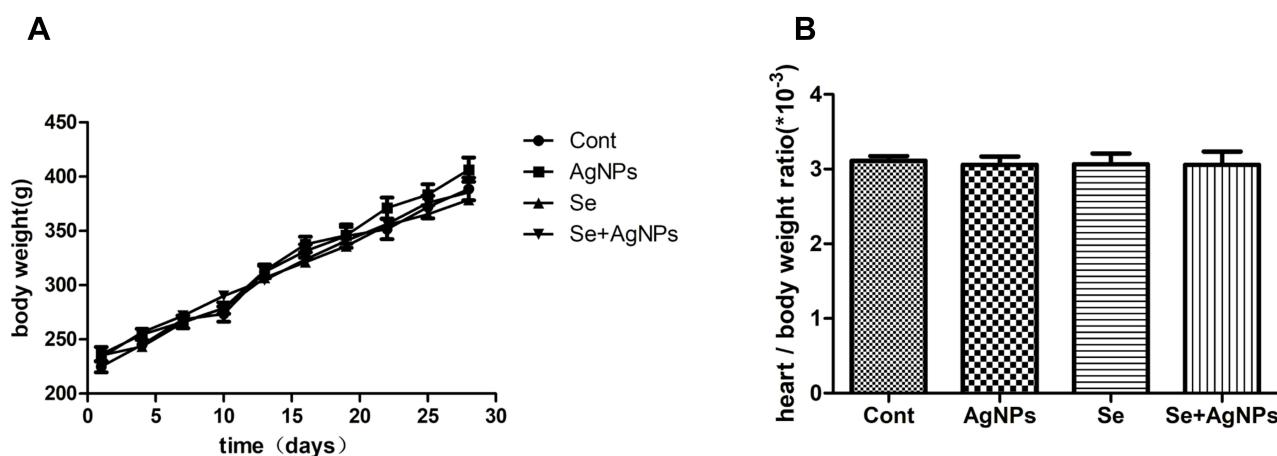 A
body weight(g)
450
400
350
300
250
200
0 5 10 15 20 25 30
time（days）
Cont
AgNPs
Se
Se+AgNPs
B
heart / body weight ratio(*10-3)
4
3
2
1
0
Cont AgNPs Se Se+AgNPs